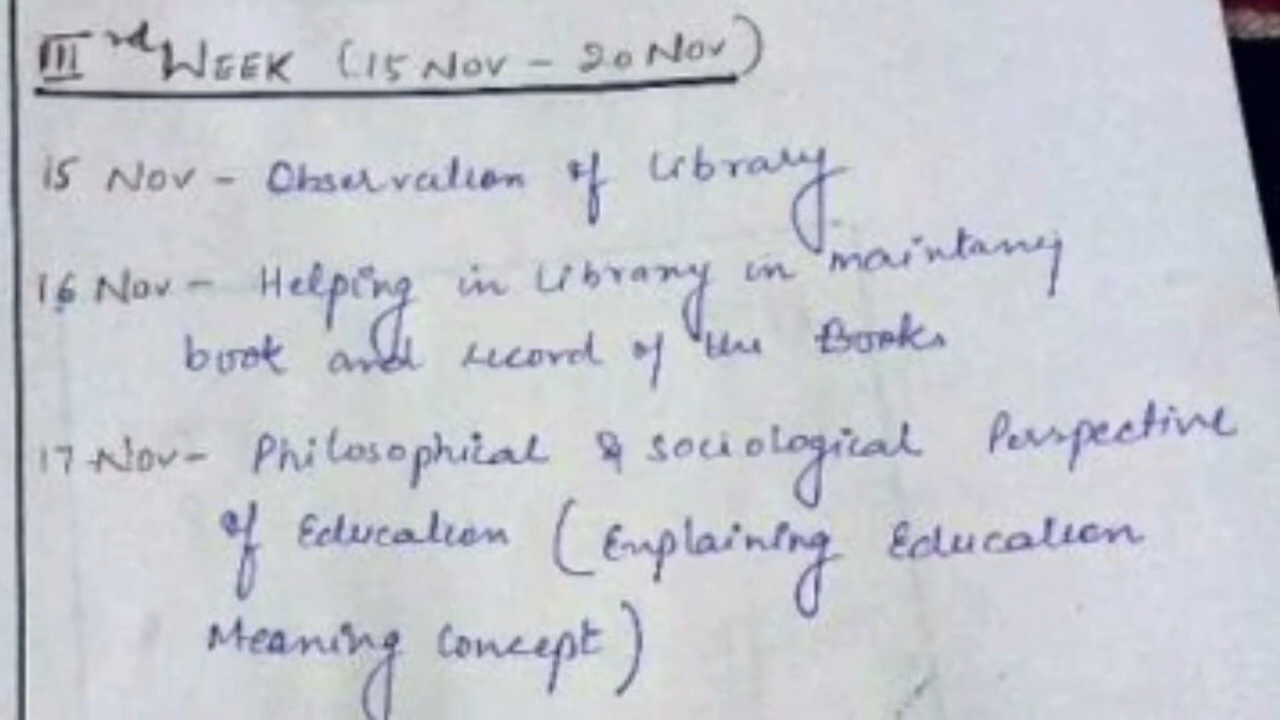 IIIrd WEEK (15 Nov - 20 Nov)
15 Nov - Observation of Library
16 Nov - Helping in Library in maintang
book and record of the Books
17 Nov - Philosophical & Sociological Perspective
of Education (Explaining Education
Meaning Concept)